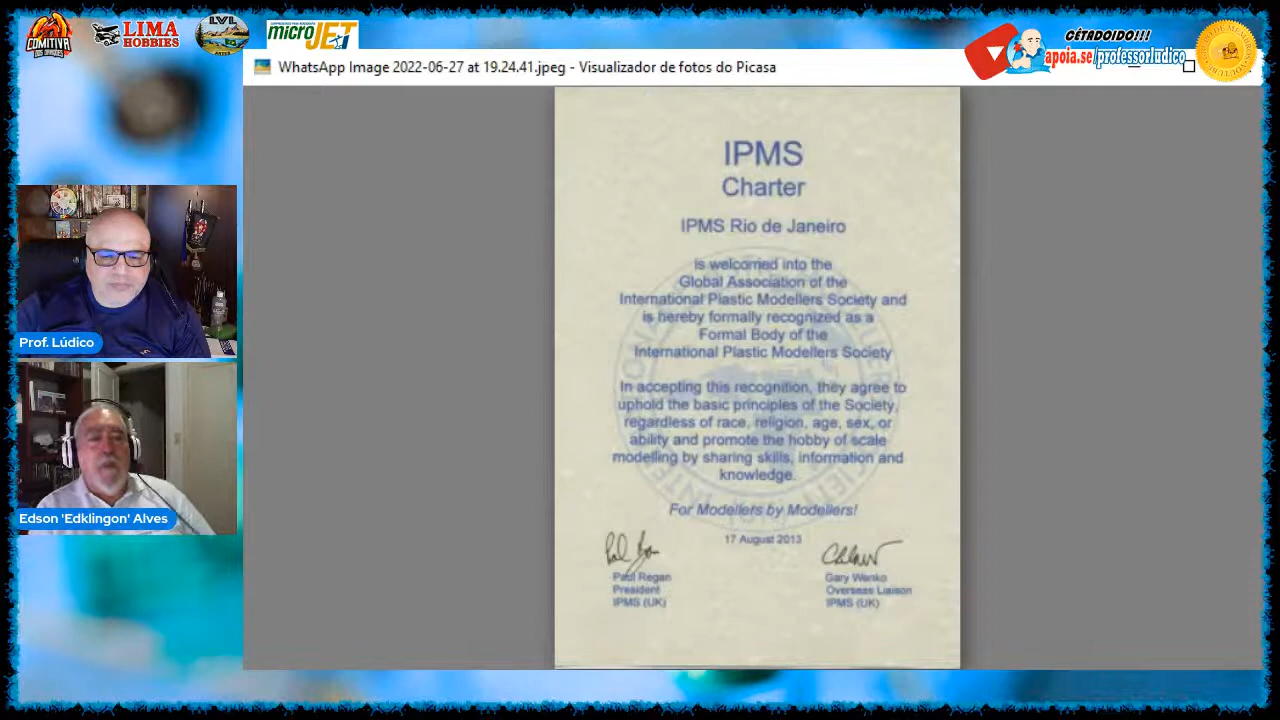 COMITIVA
LIMA
HOBBIES
LVL
microJET
CÊTADOIDO!!!
apoia.se/professorludico
WhatsApp Image 2022-06-27 at 19.24.41.jpeg - Visualizador de fotos do Picasa
IPMS
Charter
IPMS Rio de Janeiro
is welcomed into the
Global Association of the
International Plastic Modellers Society and
is hereby formally recognized as a
Formal Body of the
International Plastic Modellers Society
In accepting this recognition, they agree to
uphold the basic principles of the Society,
regardless of race, religion, age, sex, or
ability and promote the hobby of scale
modelling by sharing skills, information and
knowledge.
For Modellers by Modellers!
17 August 2013
Paul Regan
President
IPMS (UK)
Gary Wenko
Overseas Liaison
IPMS (UK)
Prof. Lúdico
Edson 'Edklingon' Alves